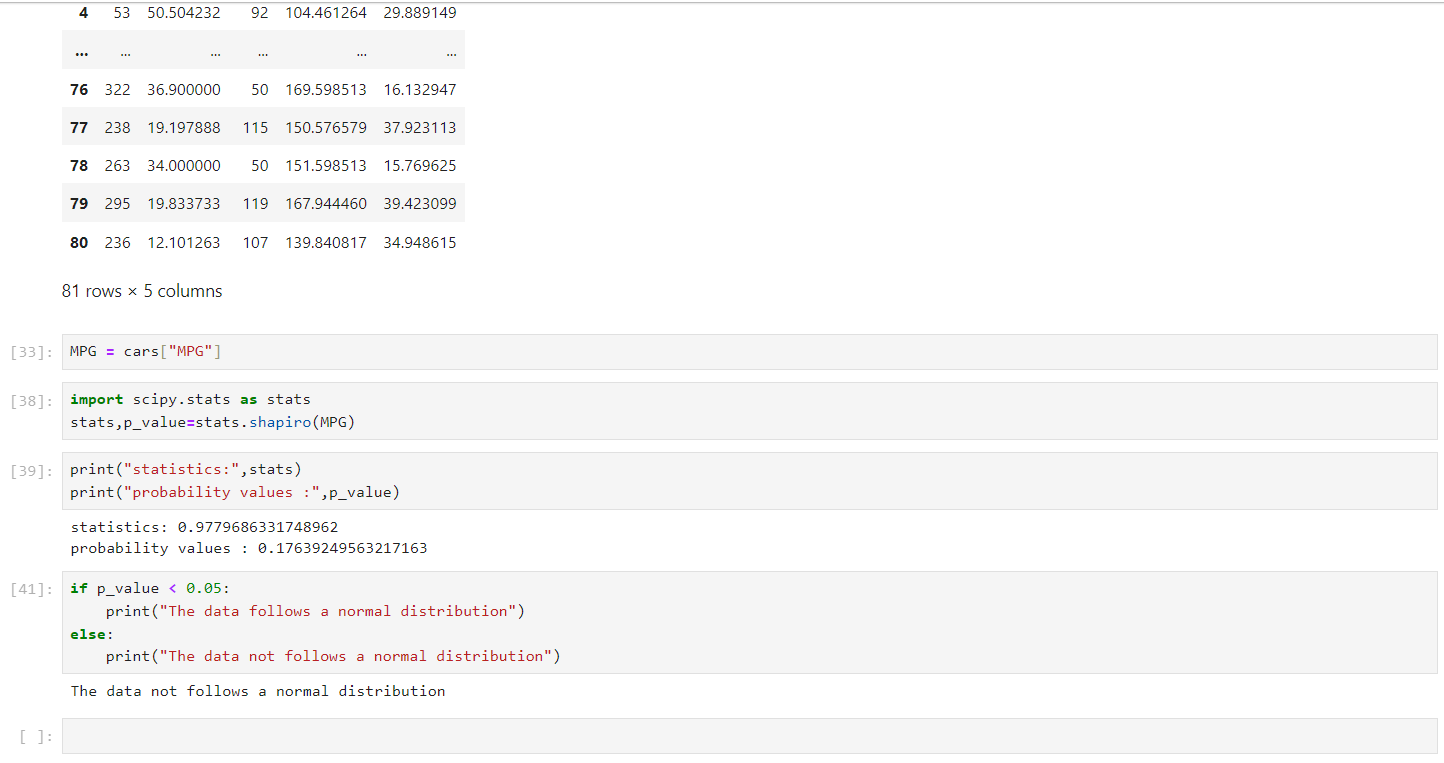 4 53 50.504232 92 104.461264 29.889149
... ... ... ... ... ...
76 322 36.900000 50 169.598513 16.132947
77 238 19.197888 115 150.576579 37.923113
78 263 34.000000 50 151.598513 15.769625
79 295 19.833733 119 167.944460 39.423099
80 236 12.101263 107 139.840817 34.948615
81 rows × 5 columns
[33]: MPG = cars["MPG"]
[38]: import scipy.stats as stats
stats,p_value=stats.shapiro(MPG)
[39]: print("statistics:",stats)
print("probability values :",p_value)
statistics: 0.9779686331748962
probability values : 0.17639249563217163
[41]: if p_value < 0.05:
    print("The data follows a normal distribution")
else:
    print("The data not follows a normal distribution")
The data not follows a normal distribution
[ ]: